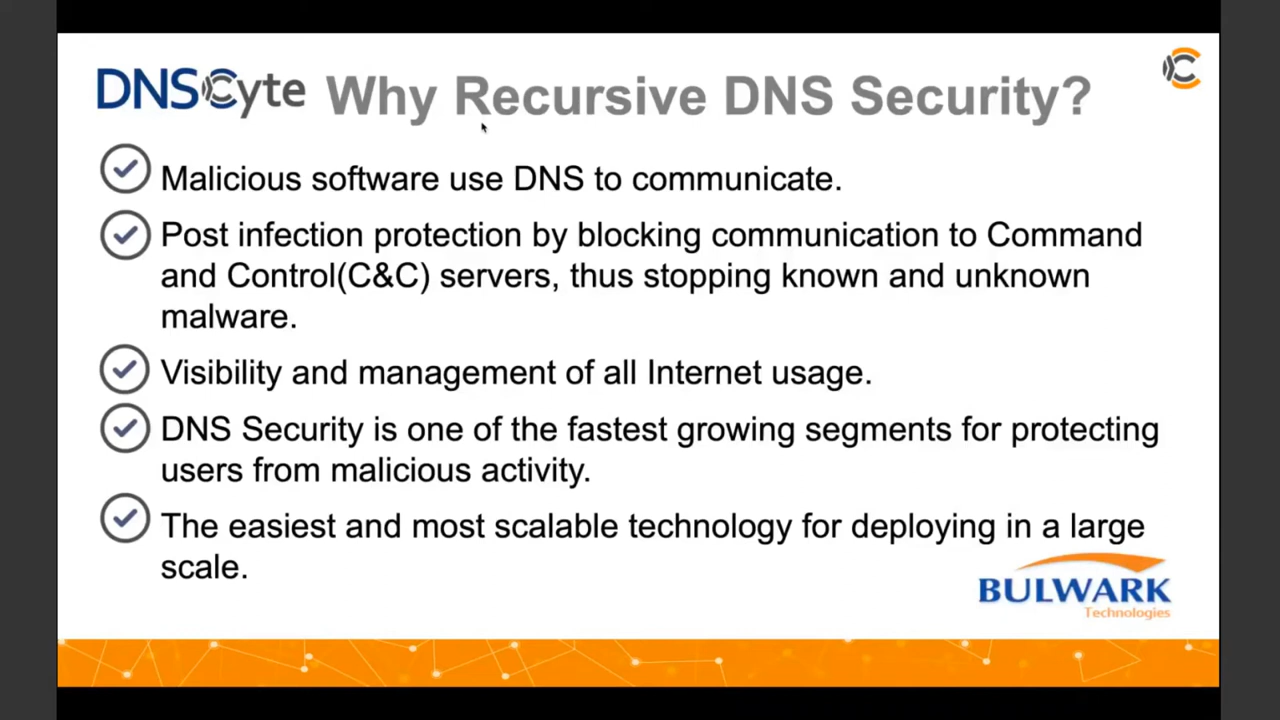 DNSCyte Why Recursive DNS Security?
Malicious software use DNS to communicate.
Post infection protection by blocking communication to Command
and Control(C&C) servers, thus stopping known and unknown
malware.
Visibility and management of all Internet usage.
DNS Security is one of the fastest growing segments for protecting
users from malicious activity.
The easiest and most scalable technology for deploying in a large
scale.
BULWARK
Technologies